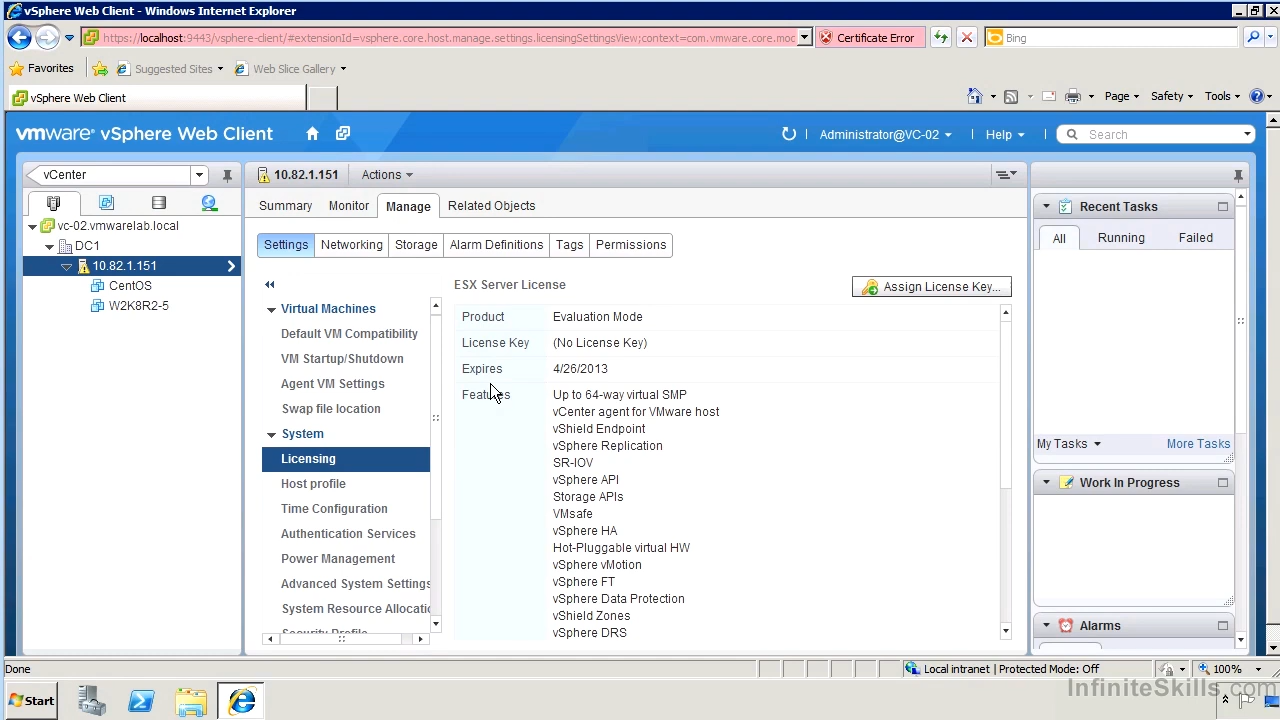 vSphere Web Client - Windows Internet Explorer
https://localhost:9443/vsphere-client/#extensionId=vsphere.core.host.manage.settings.licensingSettingsView;context=com.vmware.core.moc
Certificate Error
Bing
Favorites
Suggested Sites
Web Slice Gallery
vSphere Web Client
Page
Safety
Tools
vmware vSphere Web Client
Administrator@VC-02
Help
Search
vCenter
10.82.1.151
Actions
Summary
Monitor
Manage
Related Objects
vc-02.vmwarelab.local
DC1
10.82.1.151
CentOS
W2K8R2-5
Settings
Networking
Storage
Alarm Definitions
Tags
Permissions
Virtual Machines
Default VM Compatibility
VM Startup/Shutdown
Agent VM Settings
Swap file location
System
Licensing
Host profile
Time Configuration
Authentication Services
Power Management
Advanced System Settings
System Resource Allocatic
Security Profile
ESX Server License
Assign License Key...
Product Evaluation Mode
License Key (No License Key)
Expires 4/26/2013
Features Up to 64-way virtual SMP
vCenter agent for VMware host
vShield Endpoint
vSphere Replication
SR-IOV
vSphere API
Storage APIs
VMsafe
vSphere HA
Hot-Pluggable virtual HW
vSphere vMotion
vSphere FT
vSphere Data Protection
vShield Zones
vSphere DRS
Recent Tasks
All
Running
Failed
My Tasks
More Tasks
Work In Progress
Alarms
Done
Local intranet | Protected Mode: Off
100%
InfiniteSkills.com
Start